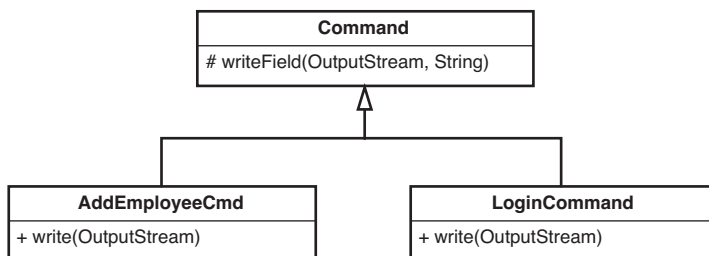 Command
# writeField(OutputStream, String)
AddEmployeeCmd
+ write(OutputStream)
LoginCommand
+ write(OutputStream)